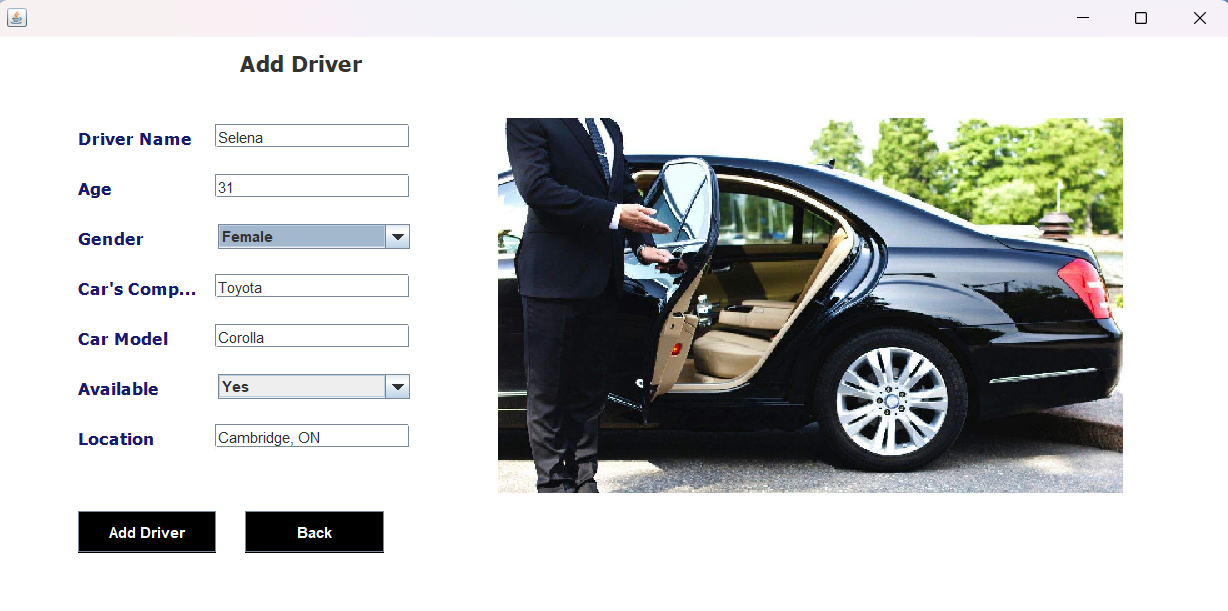 Add Driver
Driver Name Selena
Age 31
Gender Female
Car's Comp... Toyota
Car Model Corolla
Available Yes
Location Cambridge, ON
Add Driver Back